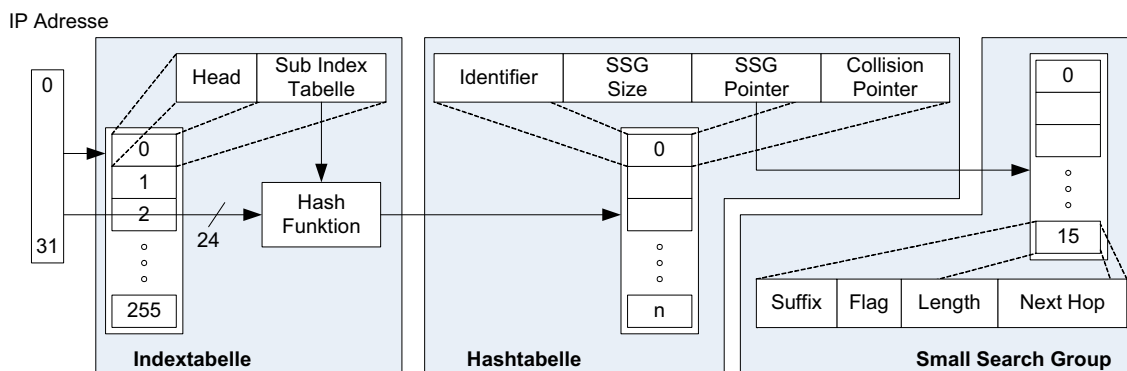 IP Adresse
0
31
Head
Sub Index
Tabelle
0
1
2
255
24
Hash
Funktion
Indextabelle
Identifier
SSG
Size
SSG
Pointer
Collision
Pointer
0
n
Hashtabelle
0
15
Suffix
Flag
Length
Next Hop
Small Search Group